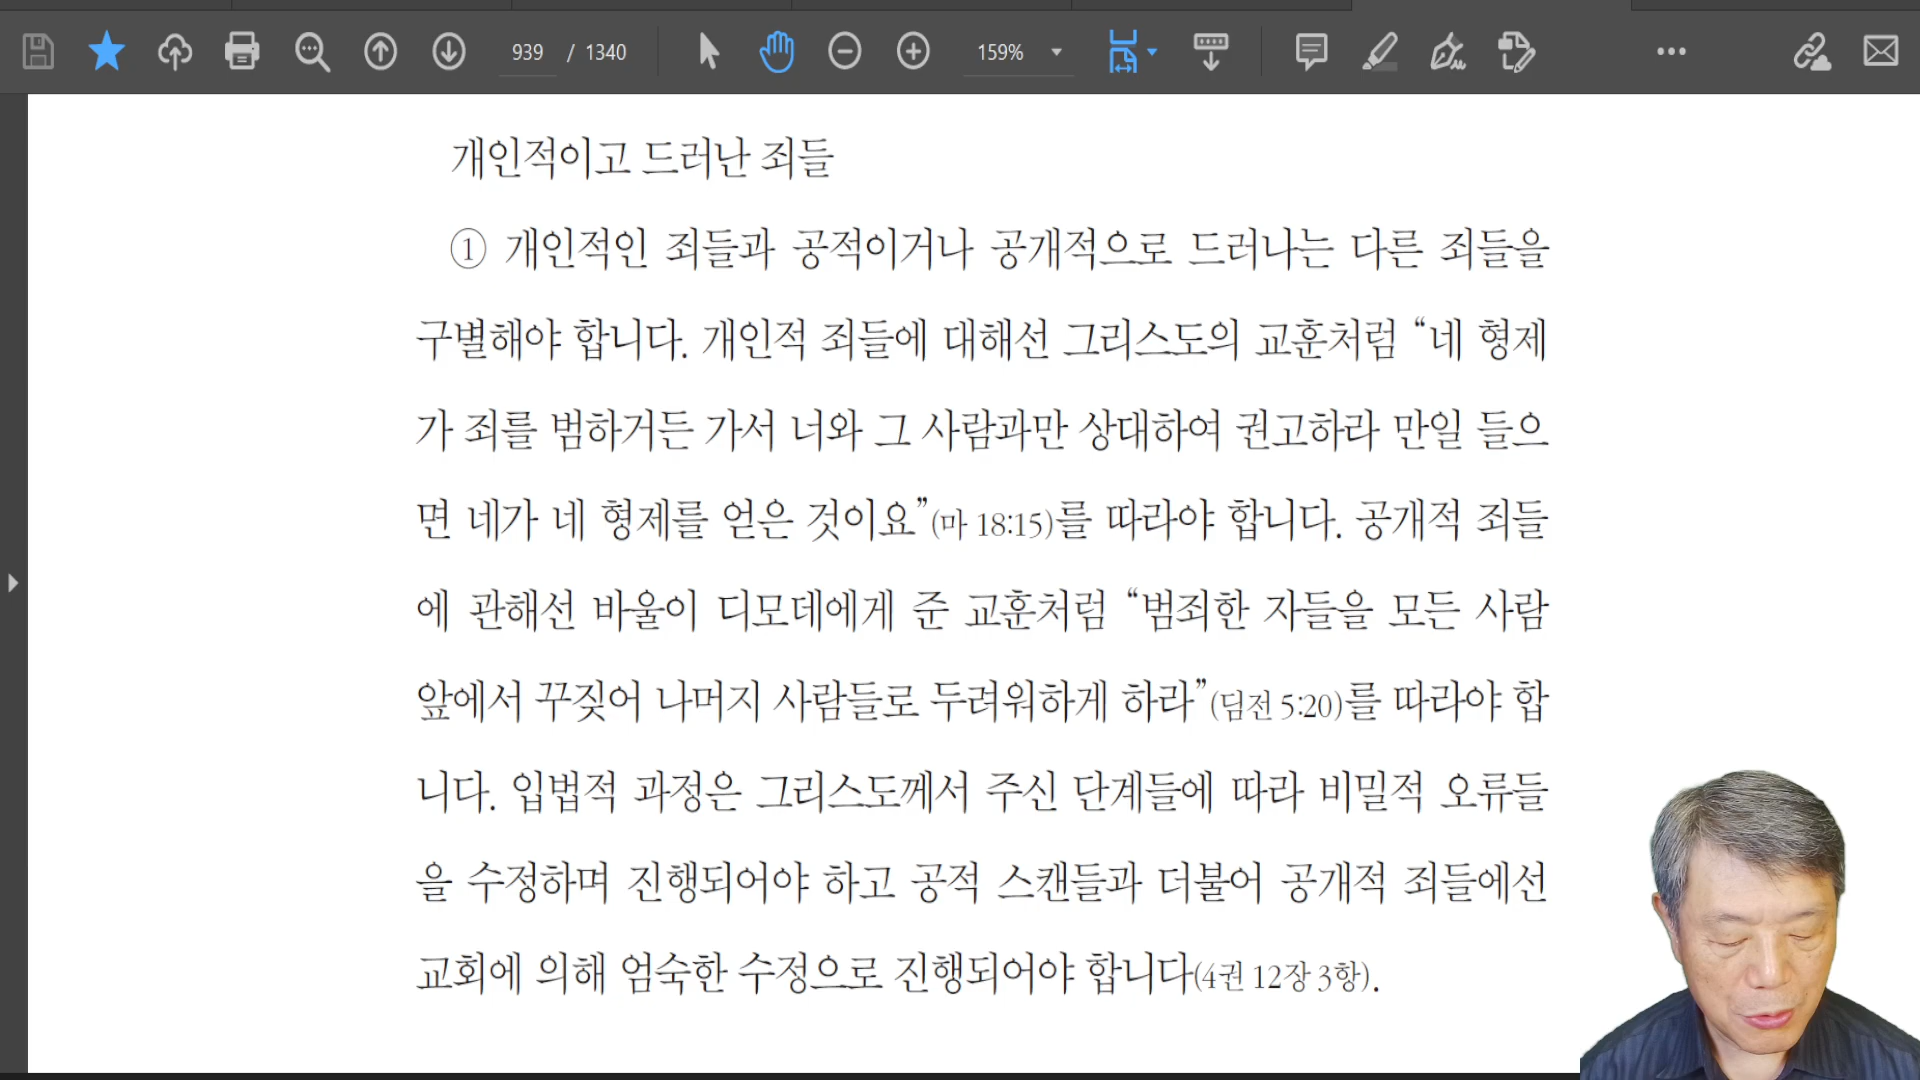 939 / 1340 159%
개인적이고 드러난 죄들
① 개인적인 죄들과 공적이거나 공개적으로 드러나는 다른 죄들을
구별해야 합니다. 개인적 죄들에 대해선 그리스도의 교훈처럼 “네 형제
가 죄를 범하거든 가서 너와 그 사람과만 상대하여 권고하라 만일 들으
면 네가 네 형제를 얻은 것이요”(마 18:15)를 따라야 합니다. 공개적 죄들
에 관해선 바울이 디모데에게 준 교훈처럼 “범죄한 자들을 모든 사람
앞에서 꾸짖어 나머지 사람들로 두려워하게 하라”(딤전 5:20)를 따라야 합
니다. 입법적 과정은 그리스도께서 주신 단계들에 따라 비밀적 오류들
을 수정하며 진행되어야 하고 공적 스캔들과 더불어 공개적 죄들에선
교회에 의해 엄숙한 수정으로 진행되어야 합니다(4권 12장 3항).